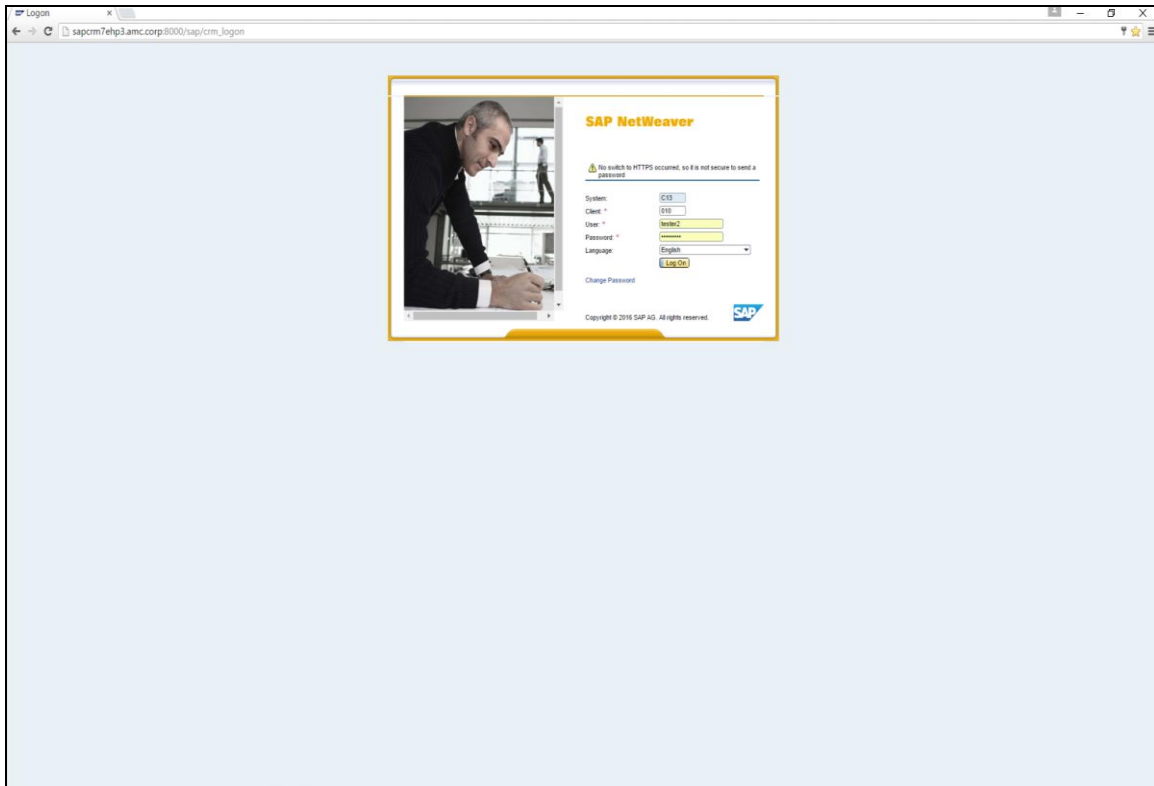 Logon
sapcrm7ehp3.amc.corp:8000/sap/crm_logon
SAP NetWeaver
No switch to HTTPS occurred, so it is not secure to send a
password
System: C13
Client: * 010
User: * tester2
Password: * •••••••••
Language: English
Log On
Change Password
Copyright © 2016 SAP AG. All rights reserved.
SAP